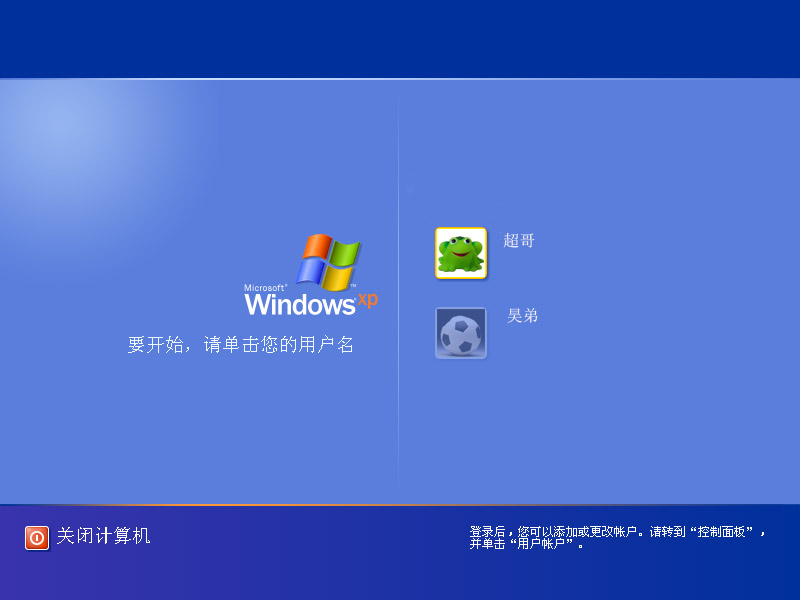 Microsoft®
Windows xp™
要开始，请单击您的用户名
超哥
吴弟
关闭计算机
登录后，您可以添加或更改帐户。请转到“控制面板”，
并单击“用户帐户”。